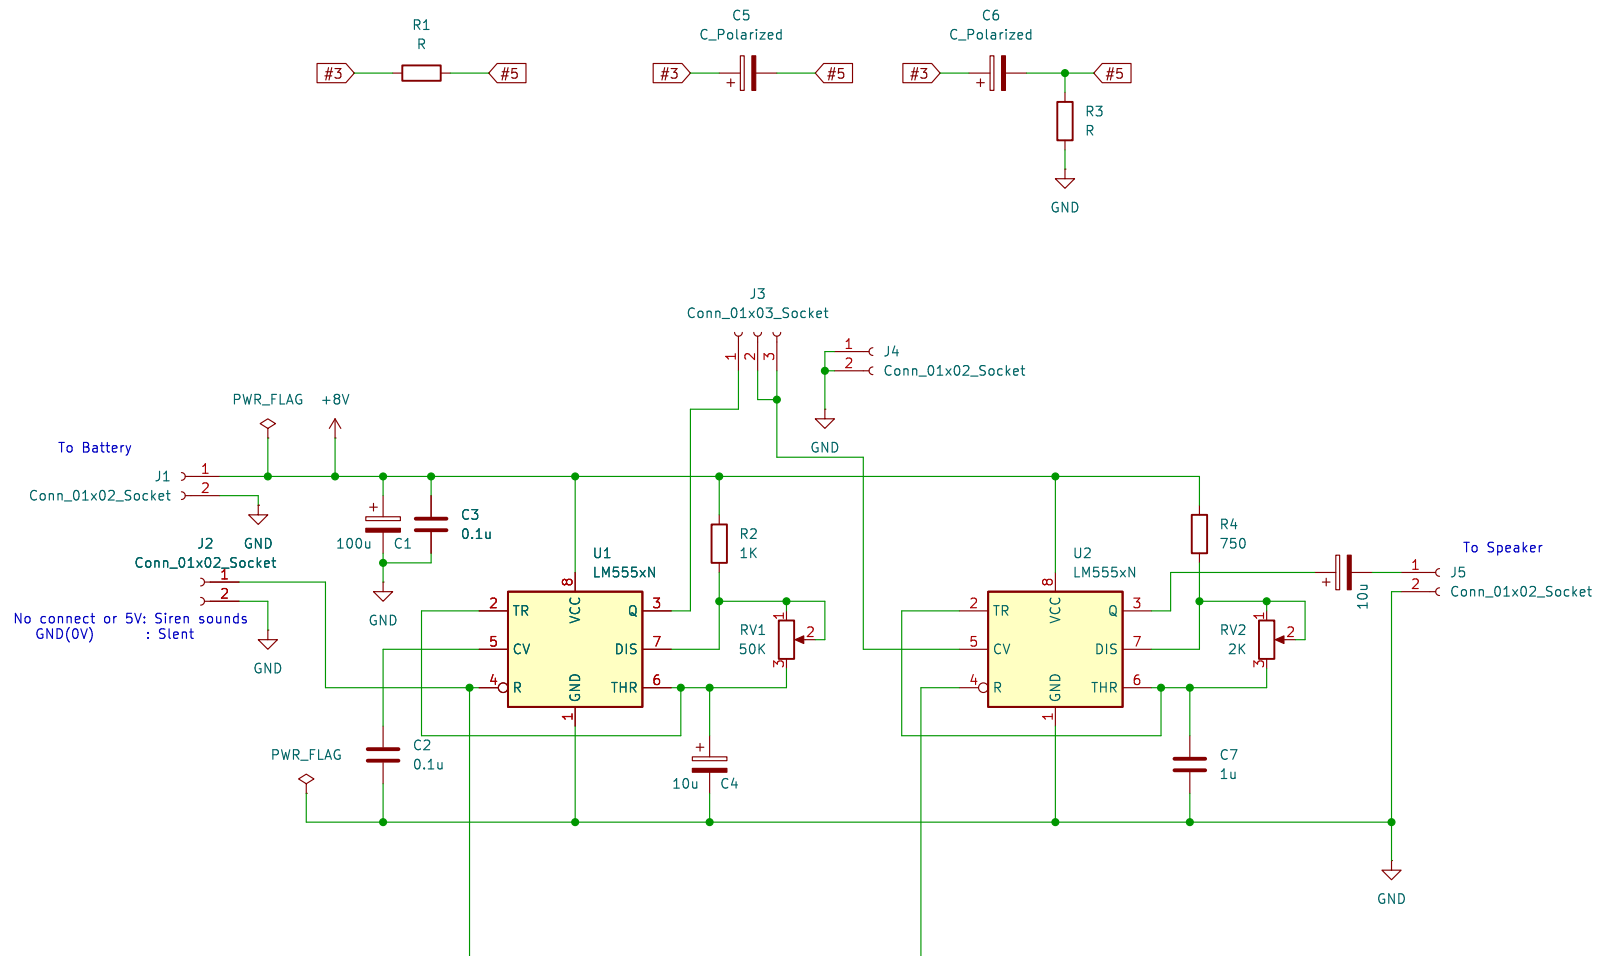 R1
R
#3
#5
C5
C_Polarized
#3
+
#5
C6
C_Polarized
#3
+
#5
R3
R
GND
J3
Conn_01x03_Socket
1
2
3
1
2
J4
Conn_01x02_Socket
GND
PWR_FLAG
+8V
To Battery
J1
Conn_01x02_Socket
1
2
GND
+
100u
C1
C3
0.1u
GND
J2
Conn_01x02_Socket
1
2
No connect or 5V: Siren sounds
GND(0V) : Slent
GND
U1
LM555xN
2
TR
5
CV
4
R
8
VCC
GND
1
Q
3
DIS
7
THR
6
R2
1K
RV1
50K
1
2
3
C2
0.1u
PWR_FLAG
+
10u
C4
U2
LM555xN
2
TR
5
CV
4
R
8
VCC
GND
1
Q
3
DIS
7
THR
6
R4
750
RV2
2K
1
2
3
C7
1u
+
10u
To Speaker
1
2
J5
Conn_01x02_Socket
GND